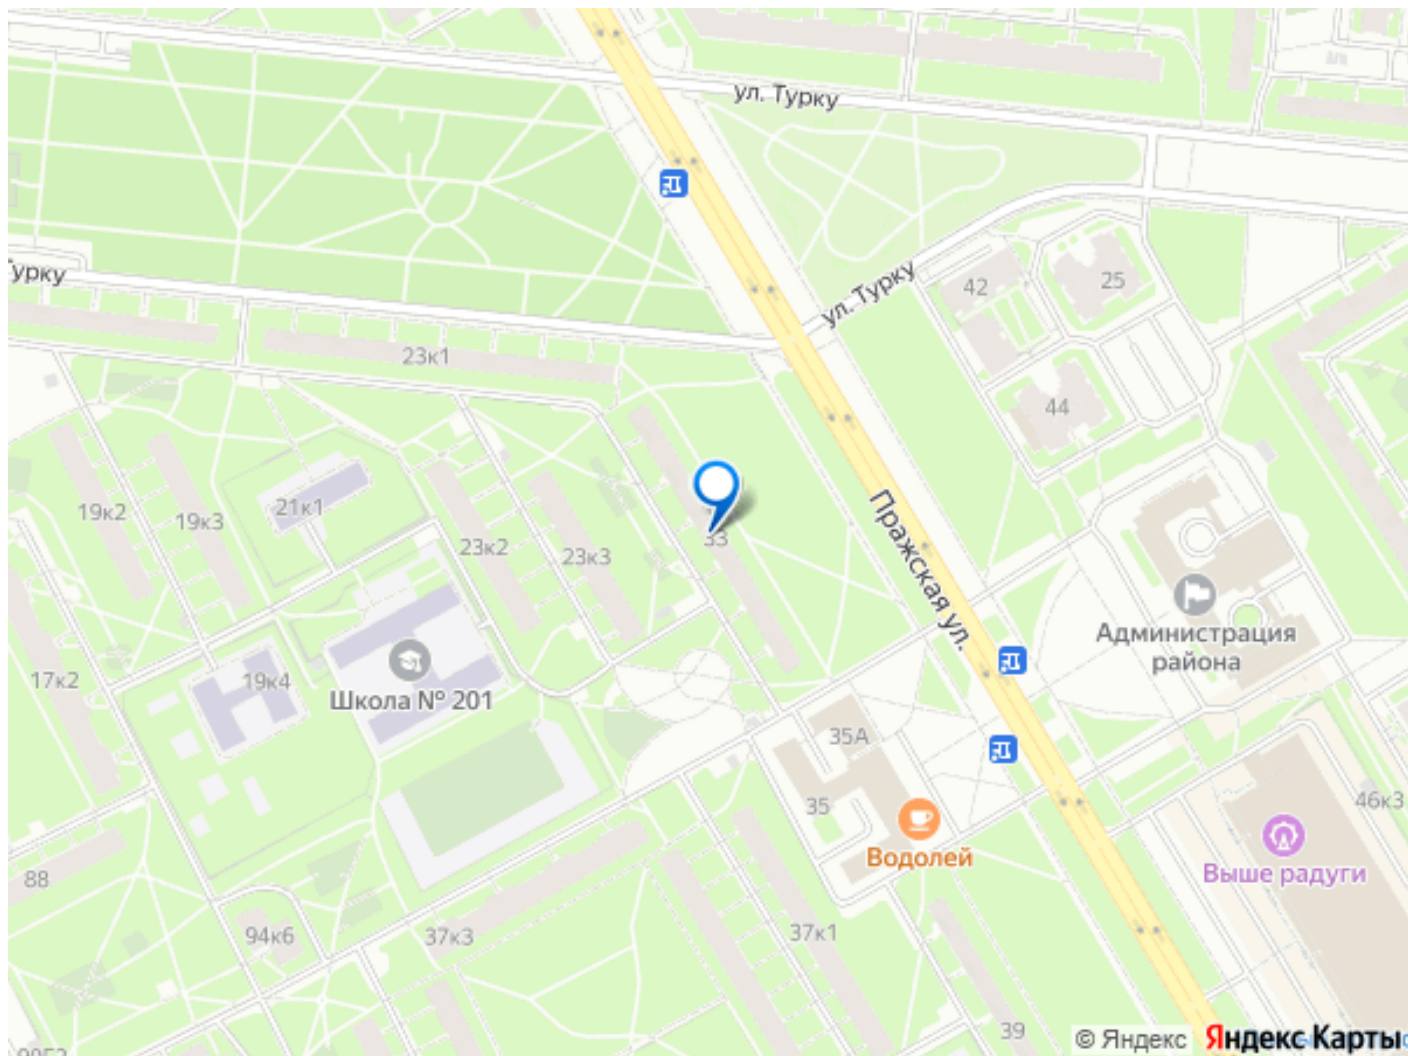 ул. Турку
Турку
ул. Турку
42
25
23к1
44
19к2
19к3
21к1
23к2
23к3
33
Пражская ул.
Администрация
района
17к2
19к4
Школа № 201
35А
35
46к3
Водолей
Выше радуги
88
94к6
37к3
37к1
39
© Яндекс
Яндекс Карты